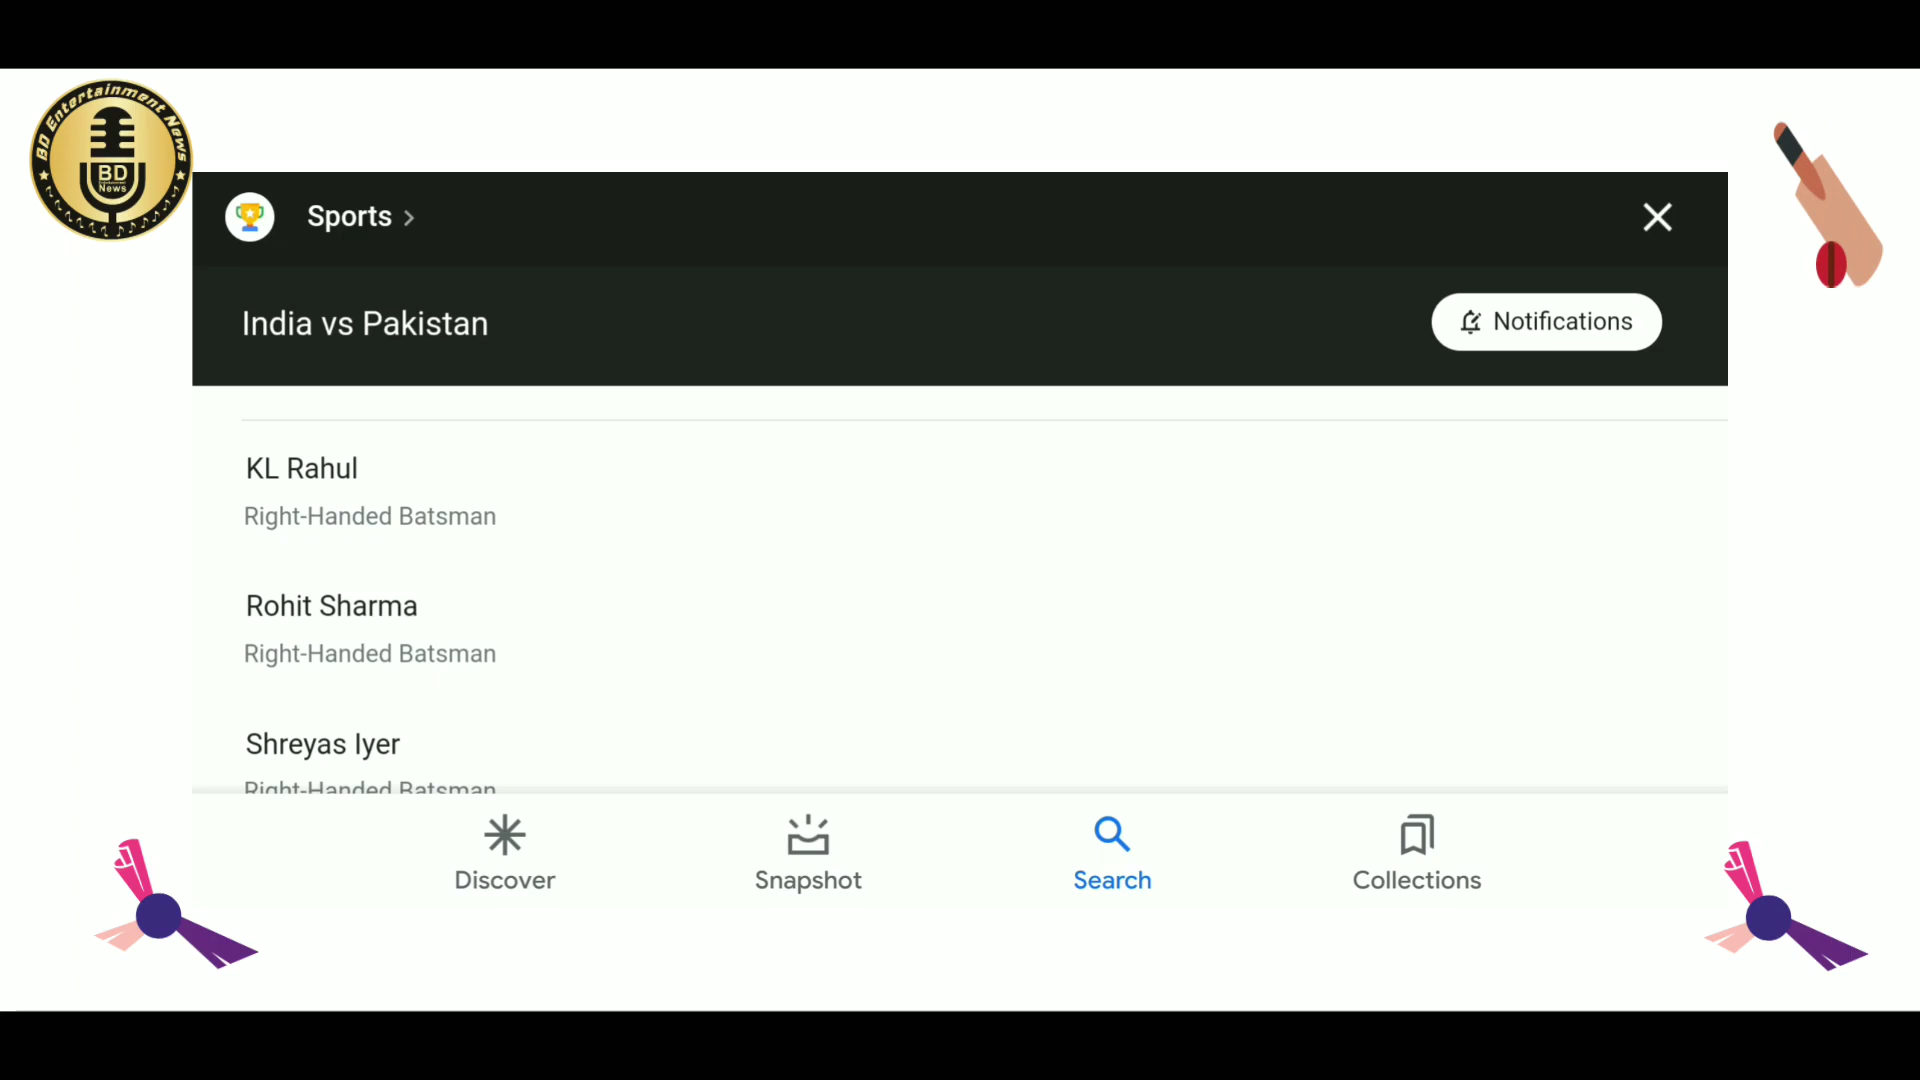 BD Entertainment News
BD
News
Sports
India vs Pakistan
Notifications
KL Rahul
Right-Handed Batsman
Rohit Sharma
Right-Handed Batsman
Shreyas Iyer
Right-Handed Batsman
Discover
Snapshot
Search
Collections